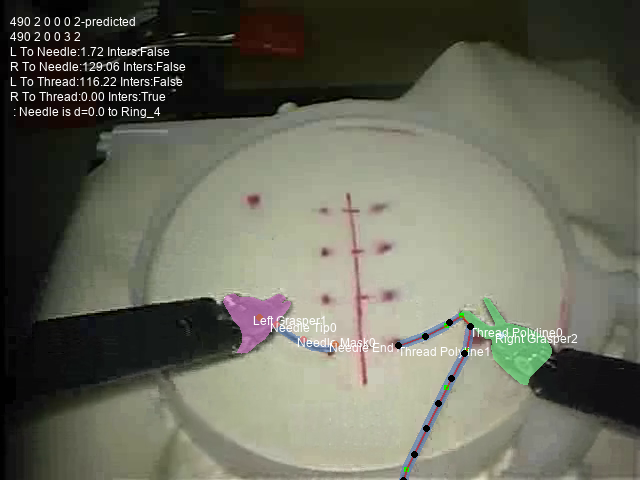 490 2 0 0 0 2-predicted
490 2 0 0 3 2
L To Needle:1.72 Inters:False
R To Needle:129.06 Inters:False
L To Thread:116.22 Inters:False
R To Thread:0.00 Inters:True
: Needle is d=0.0 to Ring_4
Left Grasper1
Needle Tip0
Thread Polyline0
Right Grasper2
Needle Mask0
Needle End
Thread Polyline1